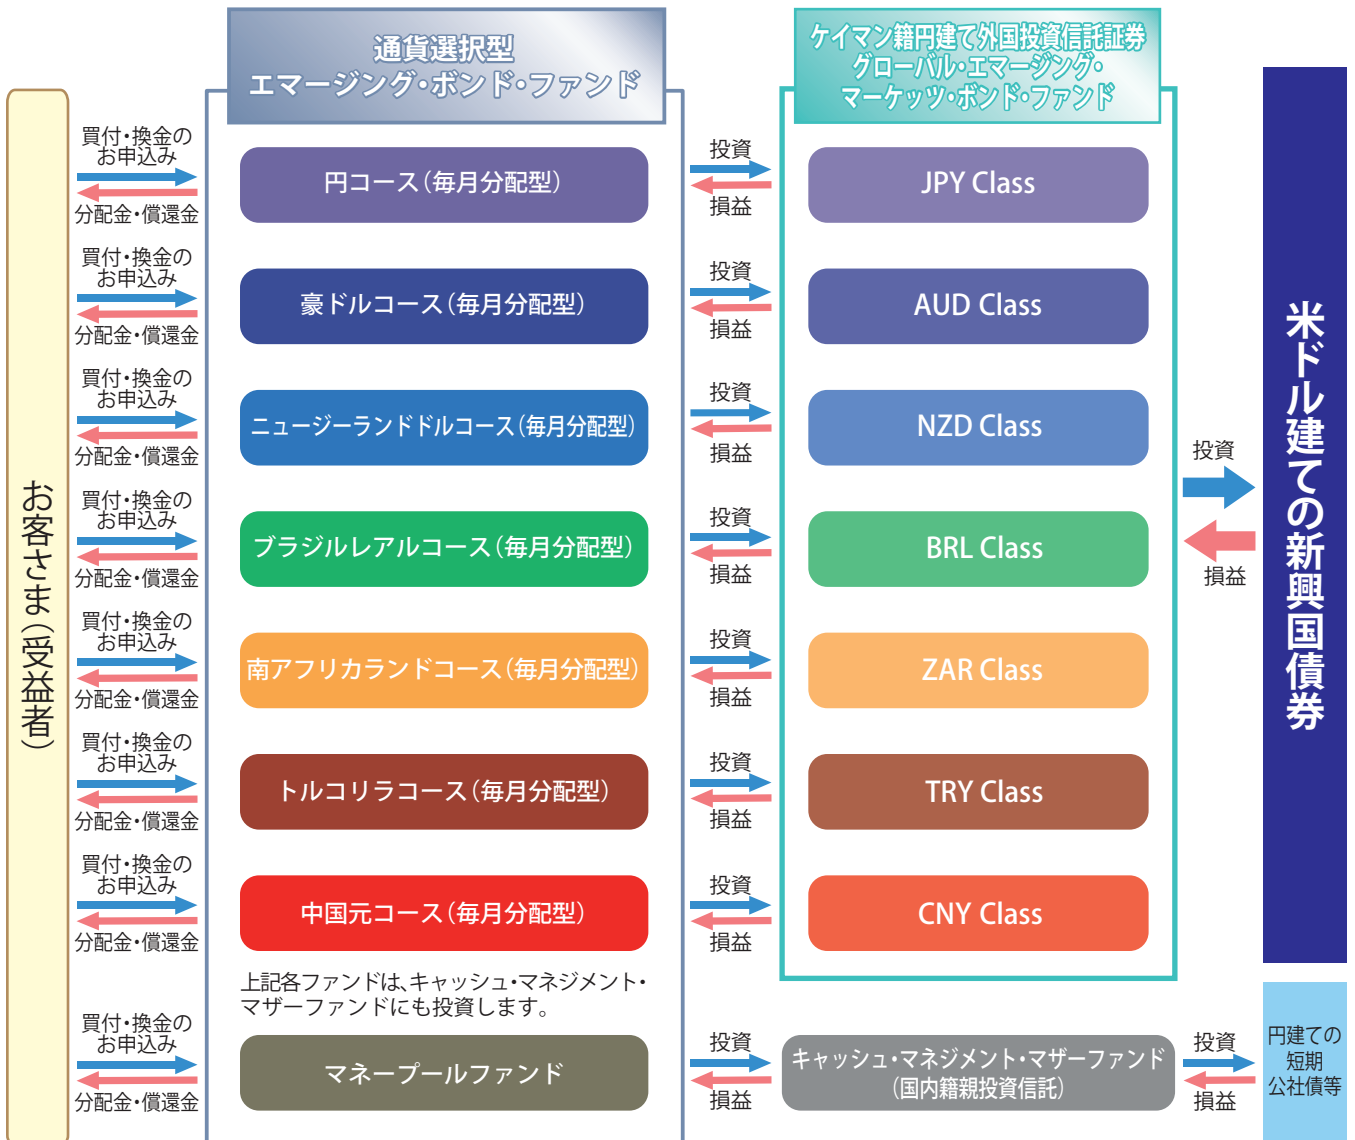 通貨選択型
エマージング・ボンド・ファンド
ケイマン籍円建て外国投資信託証券
グローバル・エマージング・
マーケッツ・ボンド・ファンド
お客さま（受益者）
買付・換金の
お申込み
分配金・償還金
円コース（毎月分配型）
投資
損益
JPY Class
買付・換金の
お申込み
分配金・償還金
豪ドルコース（毎月分配型）
投資
損益
AUD Class
買付・換金の
お申込み
分配金・償還金
ニュージーランドドルコース（毎月分配型）
投資
損益
NZD Class
買付・換金の
お申込み
分配金・償還金
ブラジルレアルコース（毎月分配型）
投資
損益
BRL Class
買付・換金の
お申込み
分配金・償還金
南アフリカランドコース（毎月分配型）
投資
損益
ZAR Class
買付・換金の
お申込み
分配金・償還金
トルコリラコース（毎月分配型）
投資
損益
TRY Class
買付・換金の
お申込み
分配金・償還金
中国元コース（毎月分配型）
投資
損益
CNY Class
投資
損益
米ドル建ての新興国債券
上記各ファンドは、キャッシュ・マネジメント・
マザーファンドにも投資します。
買付・換金の
お申込み
分配金・償還金
マネープールファンド
投資
損益
キャッシュ・マネジメント・マザーファンド
（国内籍親投資信託）
投資
損益
円建ての
短期
公社債等